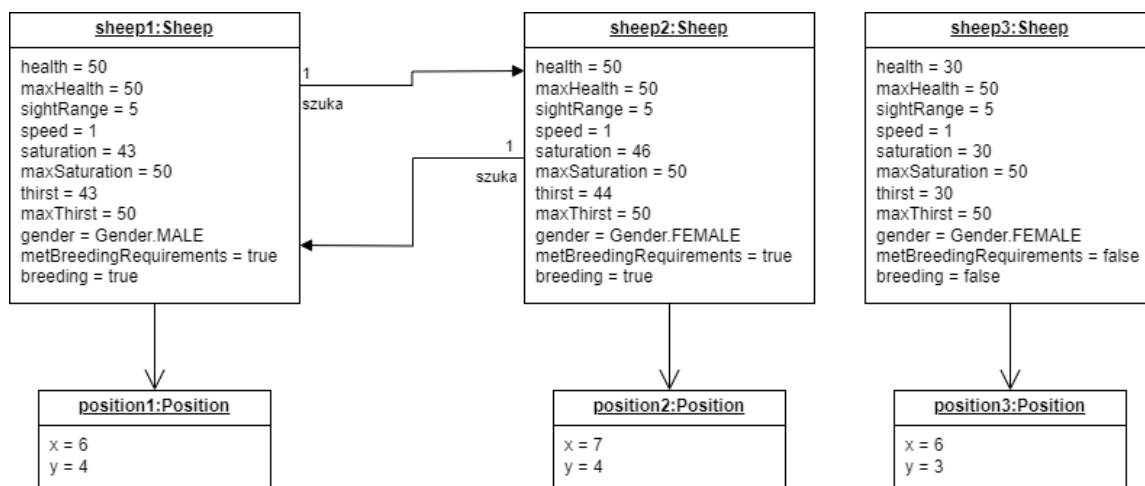 sheep1:Sheep
health = 50
maxHealth = 50
sightRange = 5
speed = 1
saturation = 43
maxSaturation = 50
thirst = 43
maxThirst = 50
gender = Gender.MALE
metBreedingRequirements = true
breeding = true
1
szuka
1
szuka
sheep2:Sheep
health = 50
maxHealth = 50
sightRange = 5
speed = 1
saturation = 46
maxSaturation = 50
thirst = 44
maxThirst = 50
gender = Gender.FEMALE
metBreedingRequirements = true
breeding = true
sheep3:Sheep
health = 30
maxHealth = 50
sightRange = 5
speed = 1
saturation = 30
maxSaturation = 50
thirst = 30
maxThirst = 50
gender = Gender.FEMALE
metBreedingRequirements = false
breeding = false
position1:Position
x = 6
y = 4
position2:Position
x = 7
y = 4
position3:Position
x = 6
y = 3